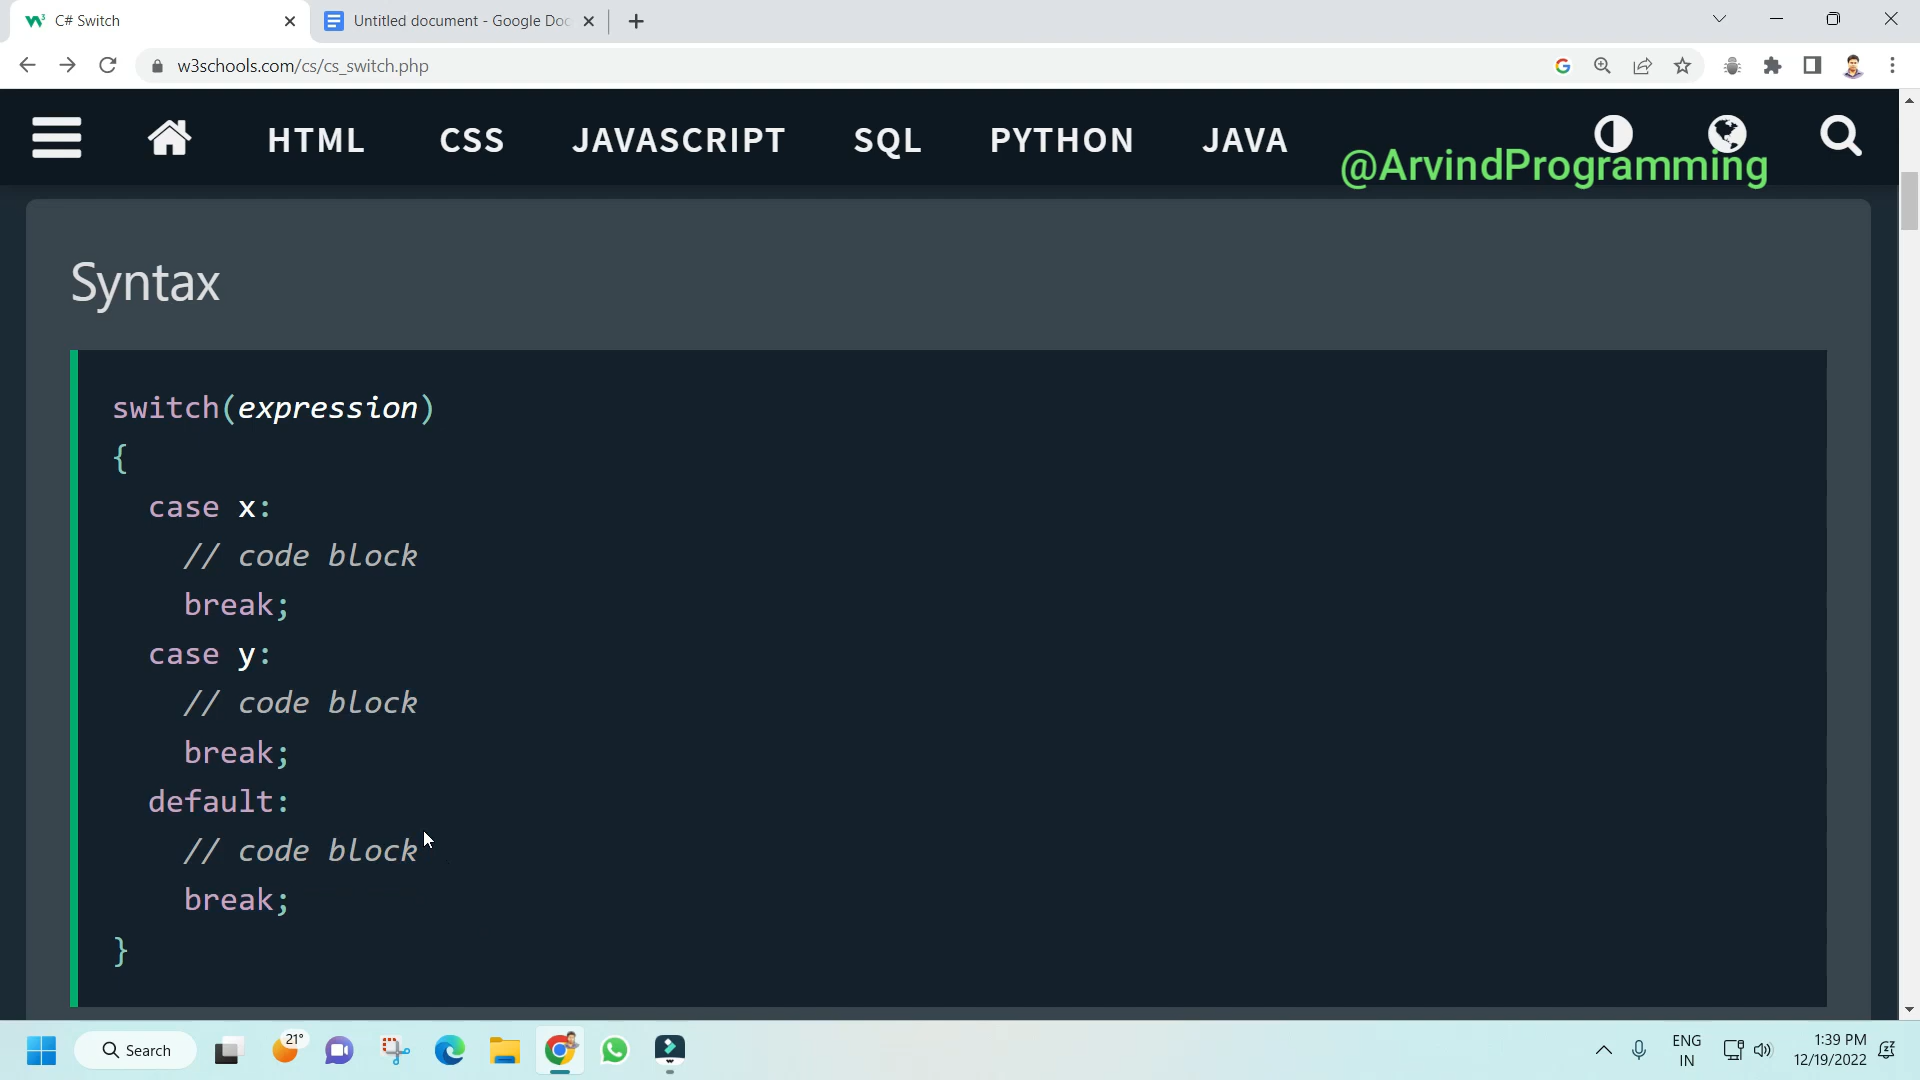 C# Switch
Untitled document - Google Doc
w3schools.com/cs/cs_switch.php
HTML CSS JAVASCRIPT SQL PYTHON JAVA
@ArvindProgramming
Syntax
switch(expression)
{
case x:
// code block
break;
case y:
// code block
break;
default:
// code block
break;
}
21°
Search
ENG
IN
1:39 PM
12/19/2022